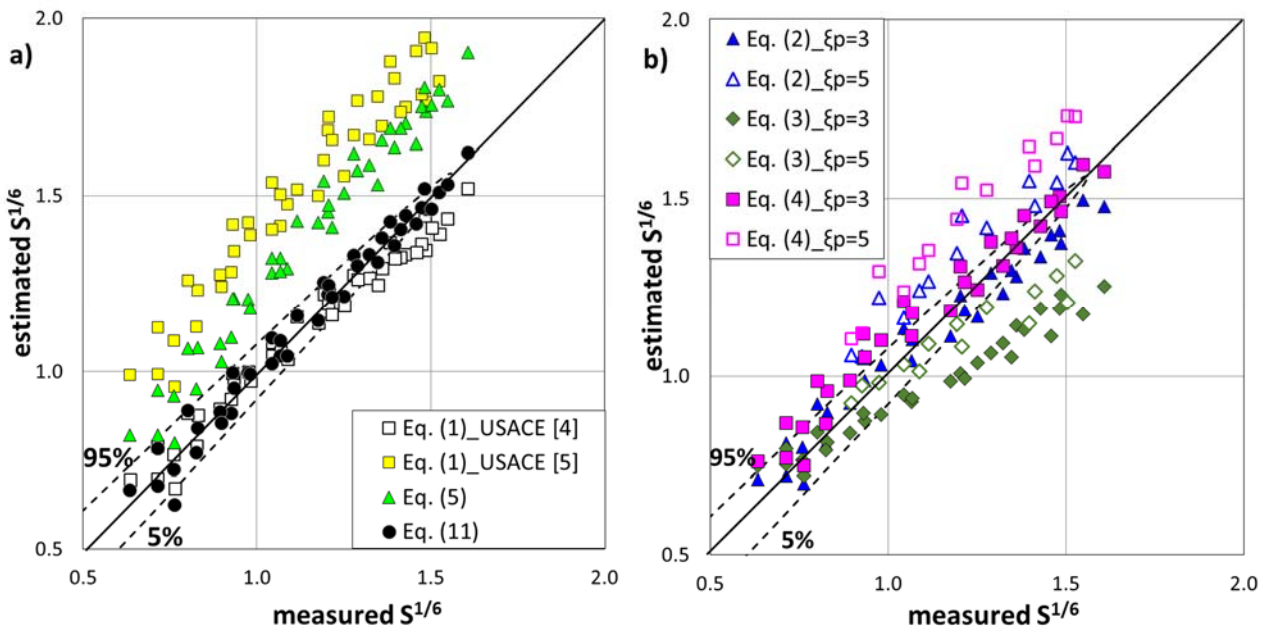 a)
estimated S1/6
2.0
1.5
1.0
0.5
95%
5%
Eq. (1)_USACE [4]
Eq. (1)_USACE [5]
Eq. (5)
Eq. (11)
0.5 1.0 1.5 2.0
measured S1/6
b)
estimated S1/6
2.0
1.5
1.0
0.5
Eq. (2)_ξp=3
Eq. (2)_ξp=5
Eq. (3)_ξp=3
Eq. (3)_ξp=5
Eq. (4)_ξp=3
Eq. (4)_ξp=5
95%
5%
0.5 1.0 1.5 2.0
measured S1/6